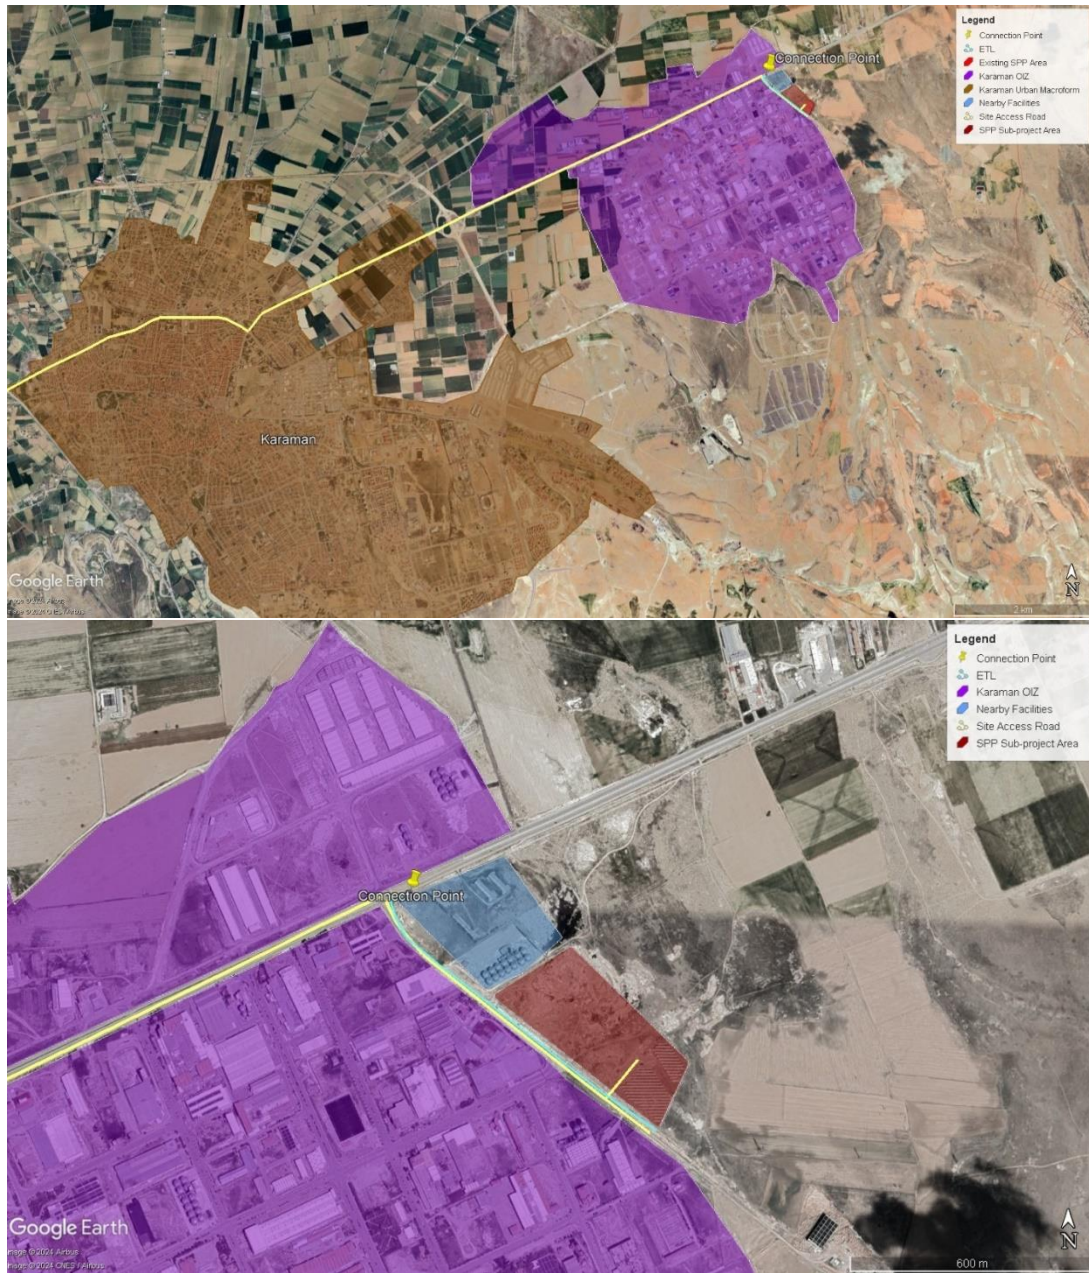 Legend
Connection Point
ETL
Existing SPP Area
Karaman OIZ
Karaman Urban Macroform
Nearby Facilities
Site Access Road
SPP Sub-project Area
Connection Point
Karaman
Google Earth
N
2 km
Legend
Connection Point
ETL
Karaman OIZ
Nearby Facilities
Site Access Road
SPP Sub-project Area
Connection Point
Google Earth
Image © 2024 Airbus
Image © 2024 CNES / Airbus
N
600 m